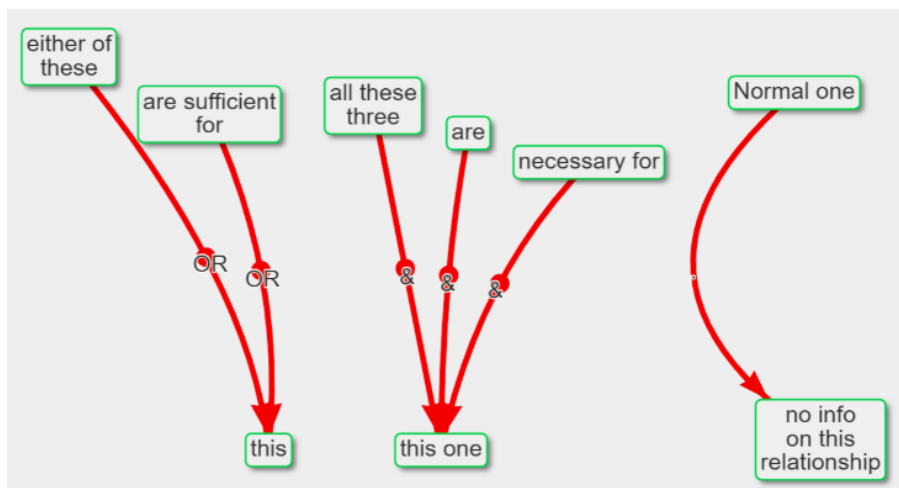 either of
these
are sufficient
for
OR
OR
this
all these
three
are
necessary for
&
&
&
this one
Normal one
no info
on this
relationship